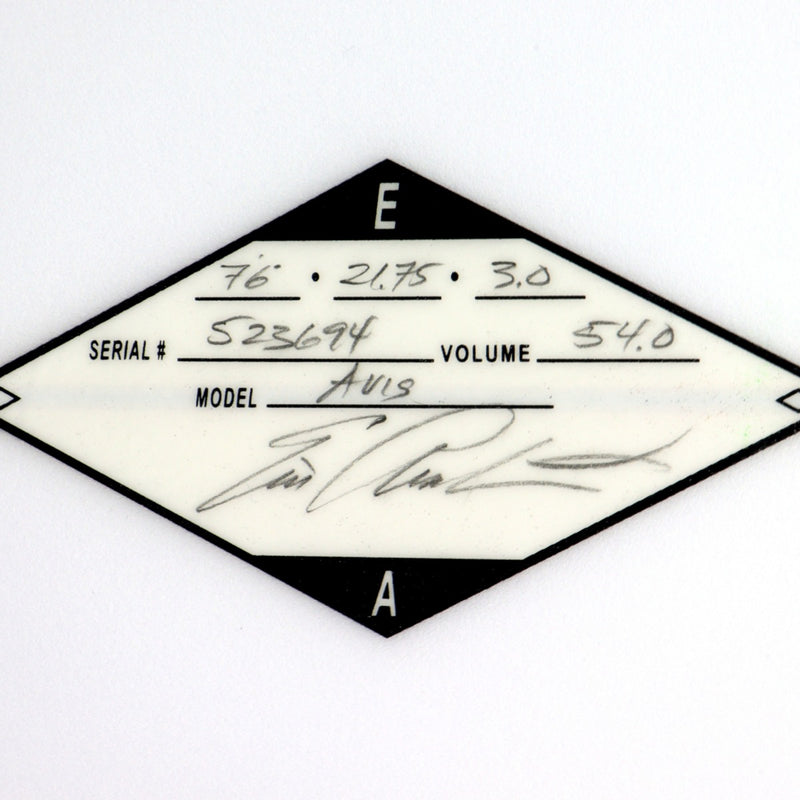 E
7'6" • 21.75 • 3.0
SERIAL # 523694 VOLUME 54.0
MODEL Avis
A